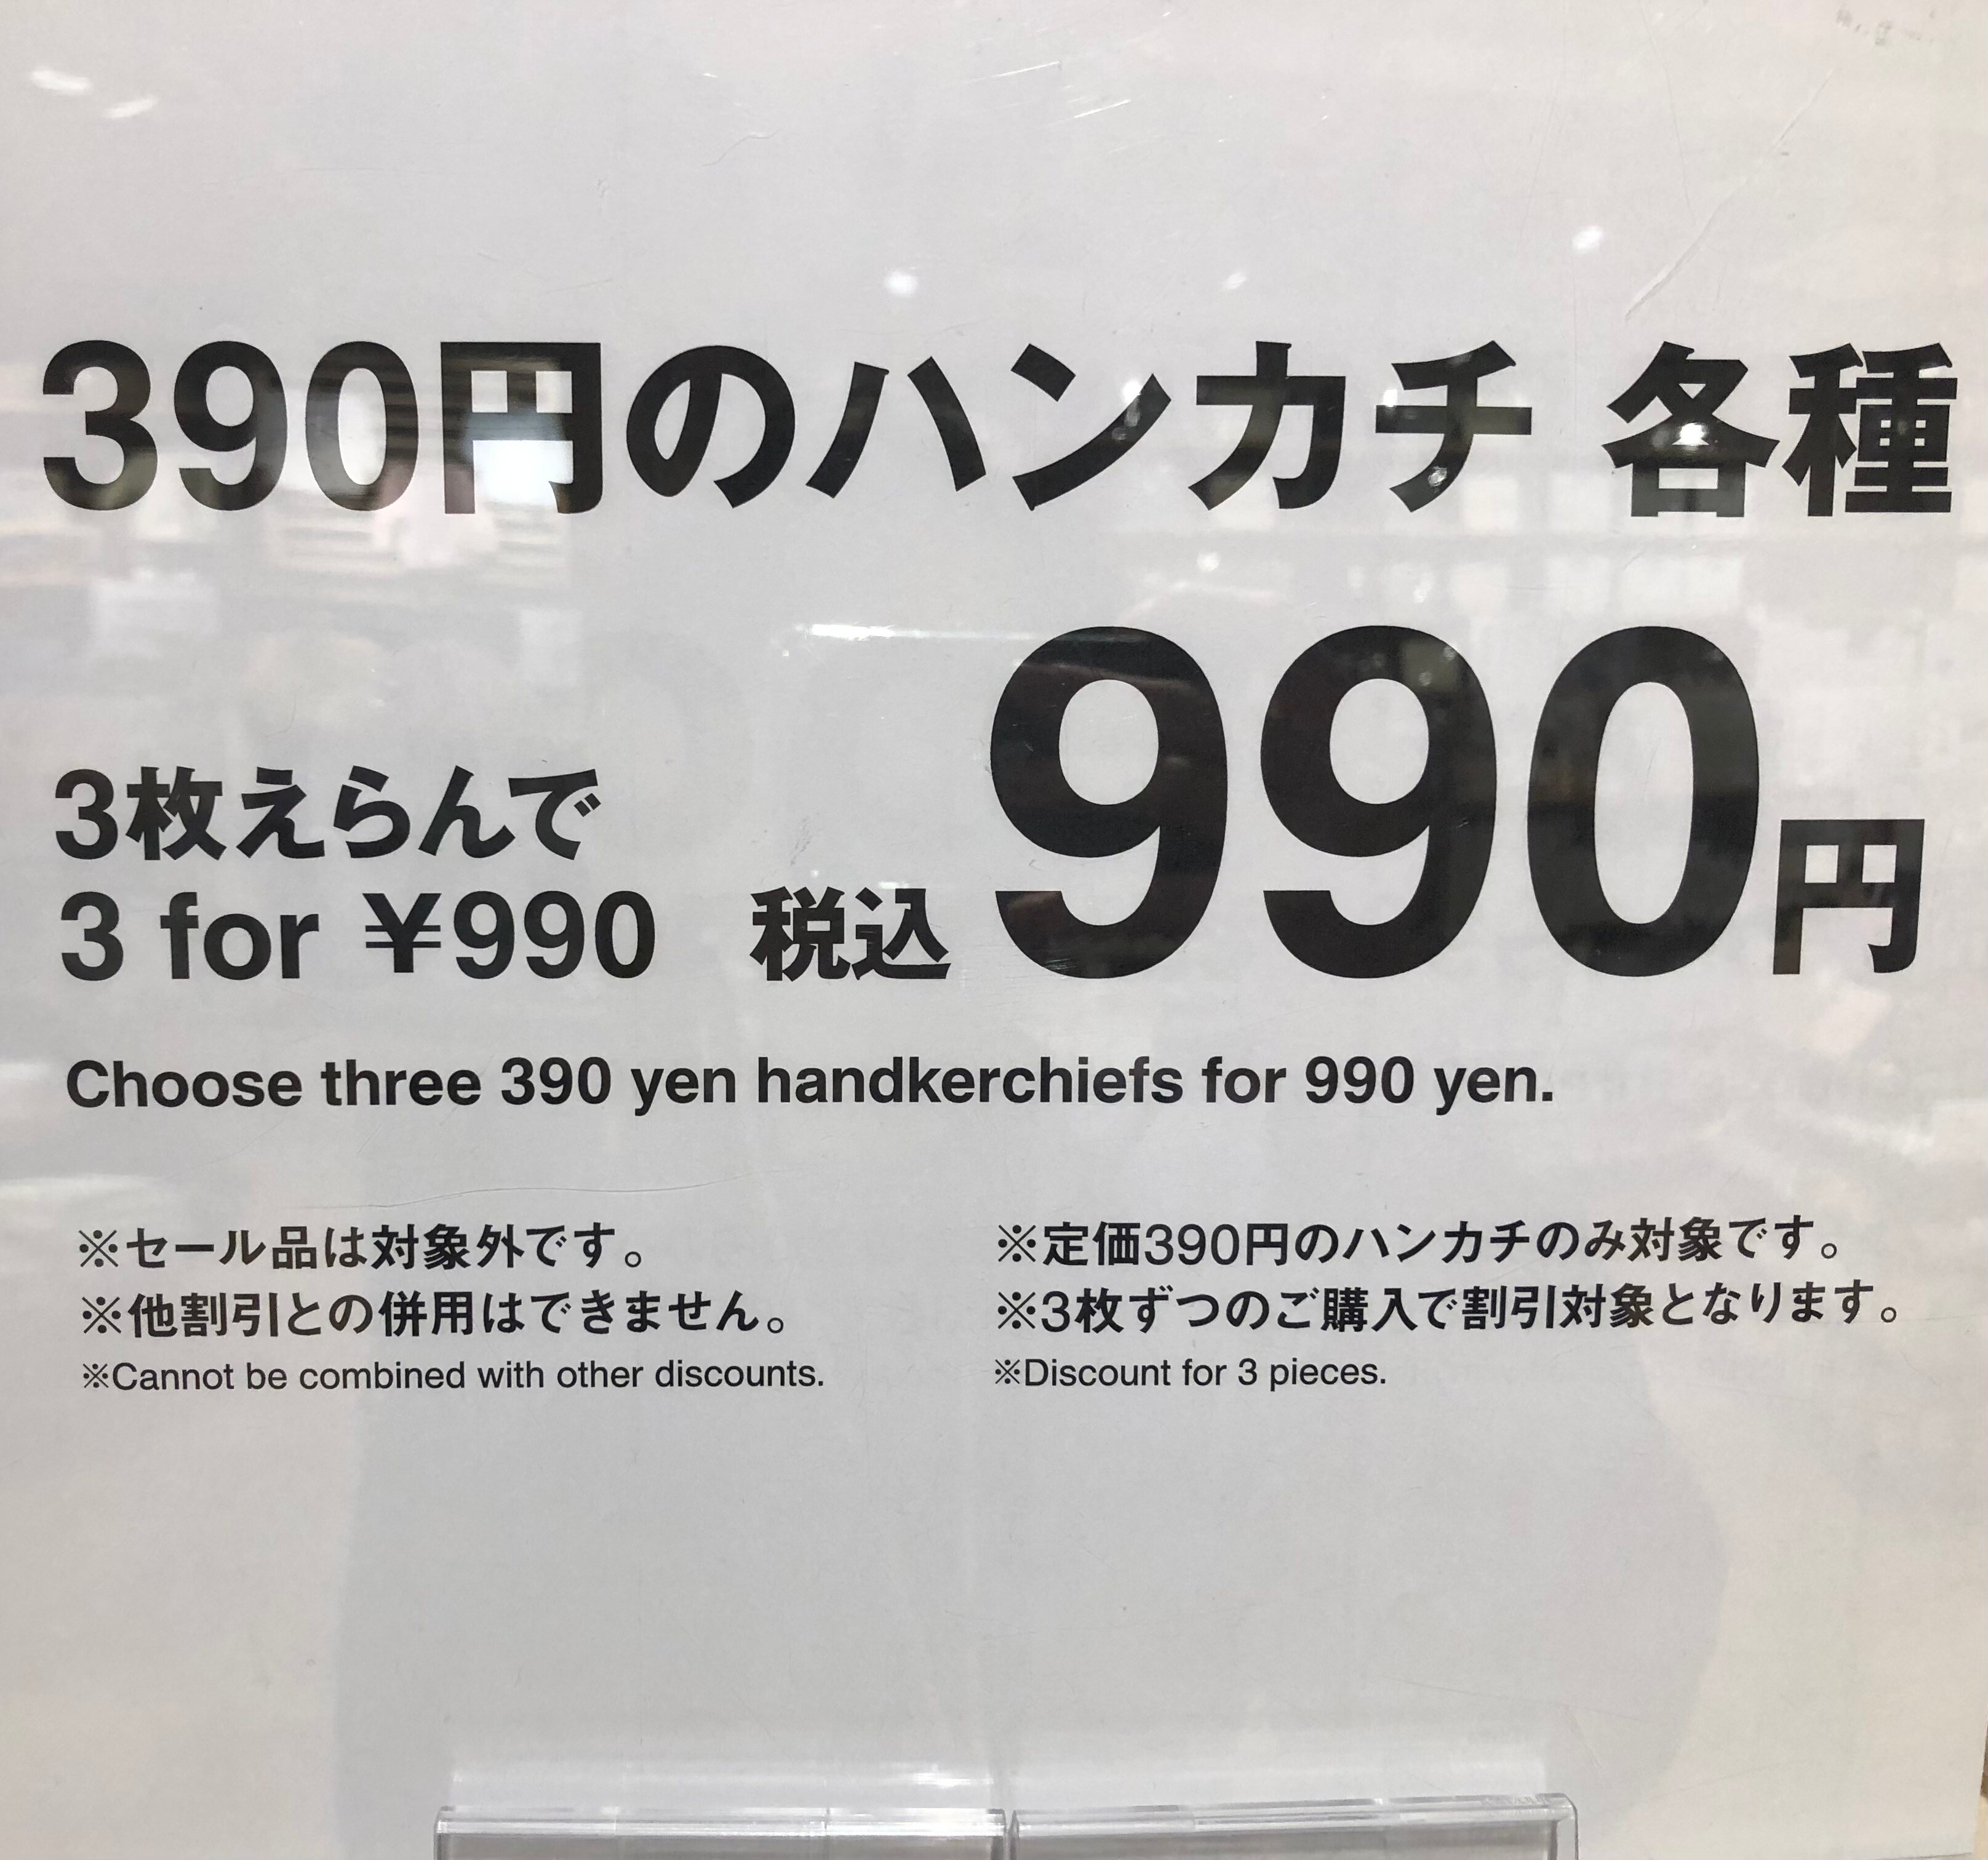 390円のハンカチ 各種
3枚えらんで
3 for ¥990 税込 990円
Choose three 390 yen handkerchiefs for 990 yen.
※セール品は対象外です。
※他割引との併用はできません。
※Cannot be combined with other discounts.
※定価390円のハンカチのみ対象です。
※3枚ずつのご購入で割引対象となります。
※Discount for 3 pieces.